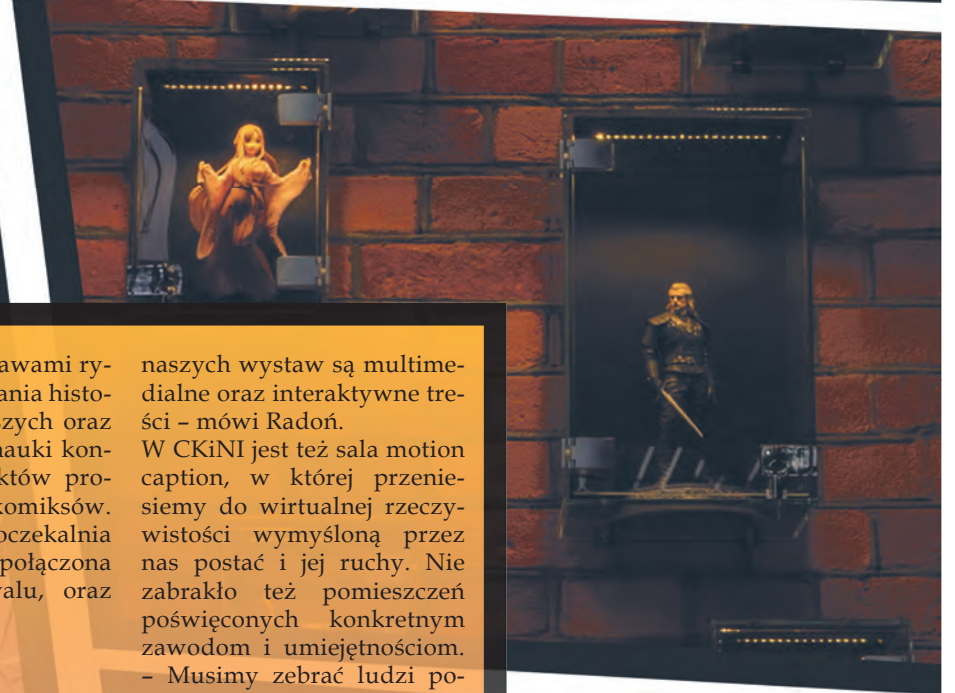 awami ry-
ania histo-
szych oraz
nauki kon-
któw pro-
komiksów.
oczekalnia
połączona
walu, oraz
naszych wystaw są multime-
dialne oraz interaktywne tre-
ści – mówi Radoń.
W CKiNI jest też sala motion
caption, w której przenie-
siemy do wirtualnej rzeczy-
wistości wymyśloną przez
nas postać i jej ruchy. Nie
zabrakło też pomieszczeń
poświęconych konkretnym
zawodom i umiejętnościom.
– Musimy zebrać ludzi po-